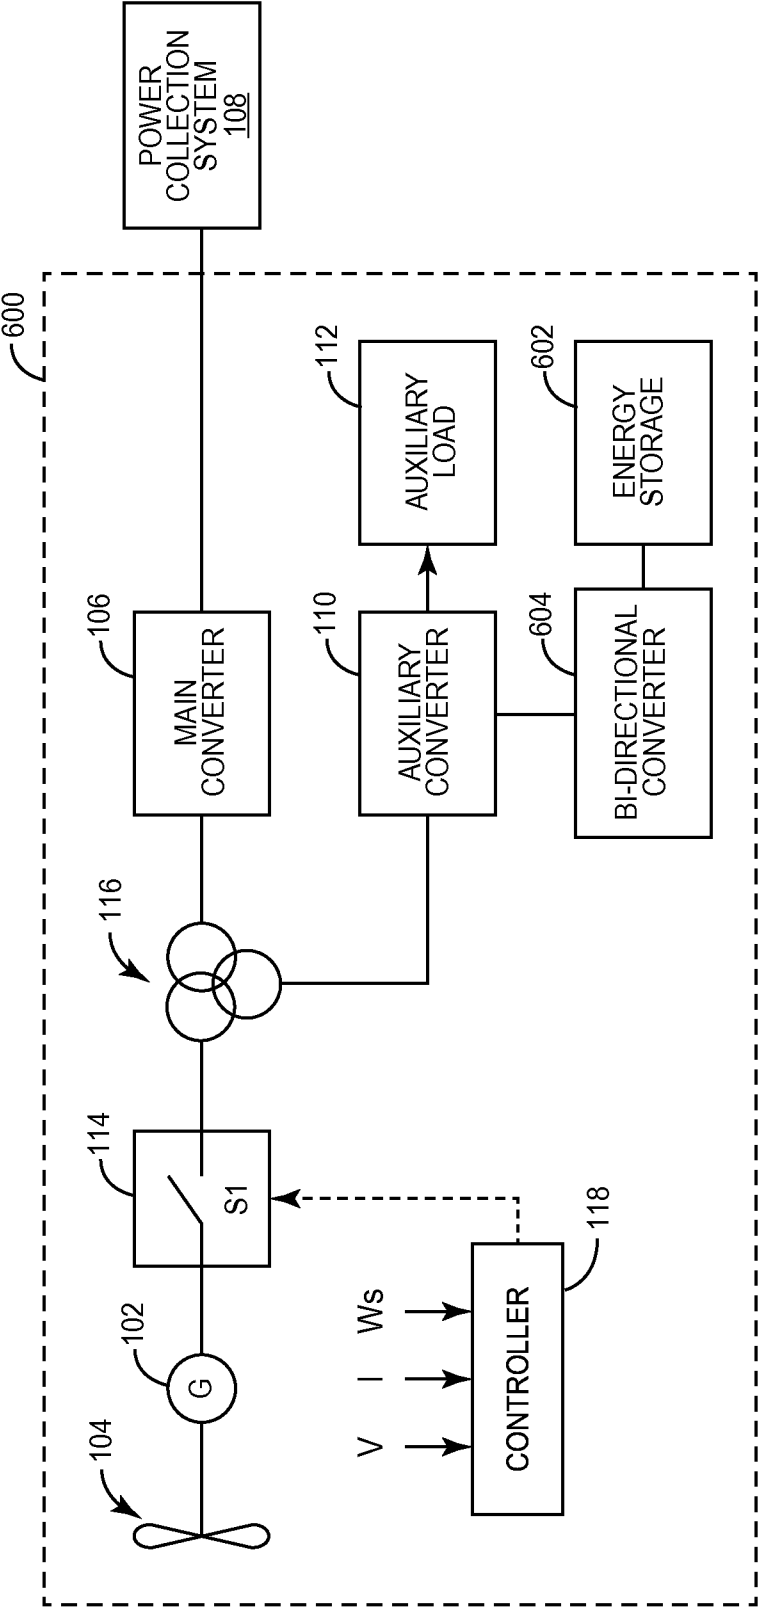 600
104
102
G
114
S1
116
106
MAIN
CONVERTER
POWER
COLLECTION
SYSTEM
108
110
AUXILIARY
CONVERTER
112
AUXILIARY
LOAD
604
BI-DIRECTIONAL
CONVERTER
602
ENERGY
STORAGE
V
I
Ws
CONTROLLER
118